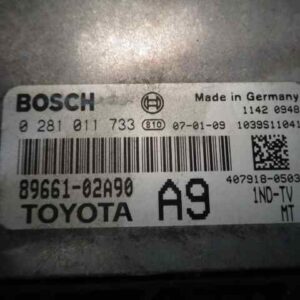 BOSCH Made in Germany
1142 0948
0 281 011 733 810 07-01-09 1039S11041
407918-0503
89661-02A90 A9 1ND-TV
TOYOTA MT